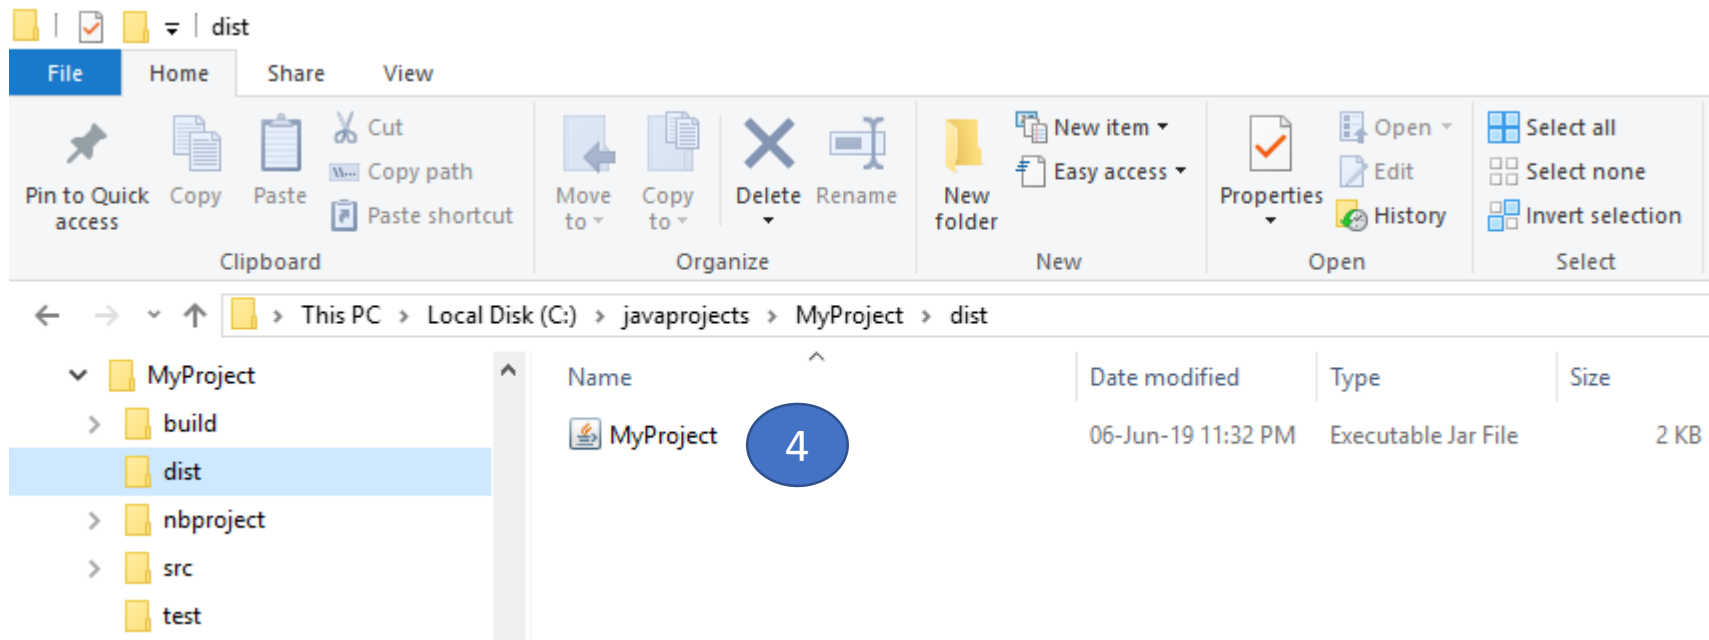 dist
File Home Share View
Pin to Quick access
Copy
Paste
Cut
Copy path
Paste shortcut
Clipboard
Move to
Copy to
Delete
Rename
Organize
New folder
New item
Easy access
New
Properties
Open
Edit
History
Open
Select all
Select none
Invert selection
Select
This PC > Local Disk (C:) > javaprojects > MyProject > dist
MyProject
build
dist
nbproject
src
test
Name Date modified Type Size
MyProject 4 06-Jun-19 11:32 PM Executable Jar File 2 KB